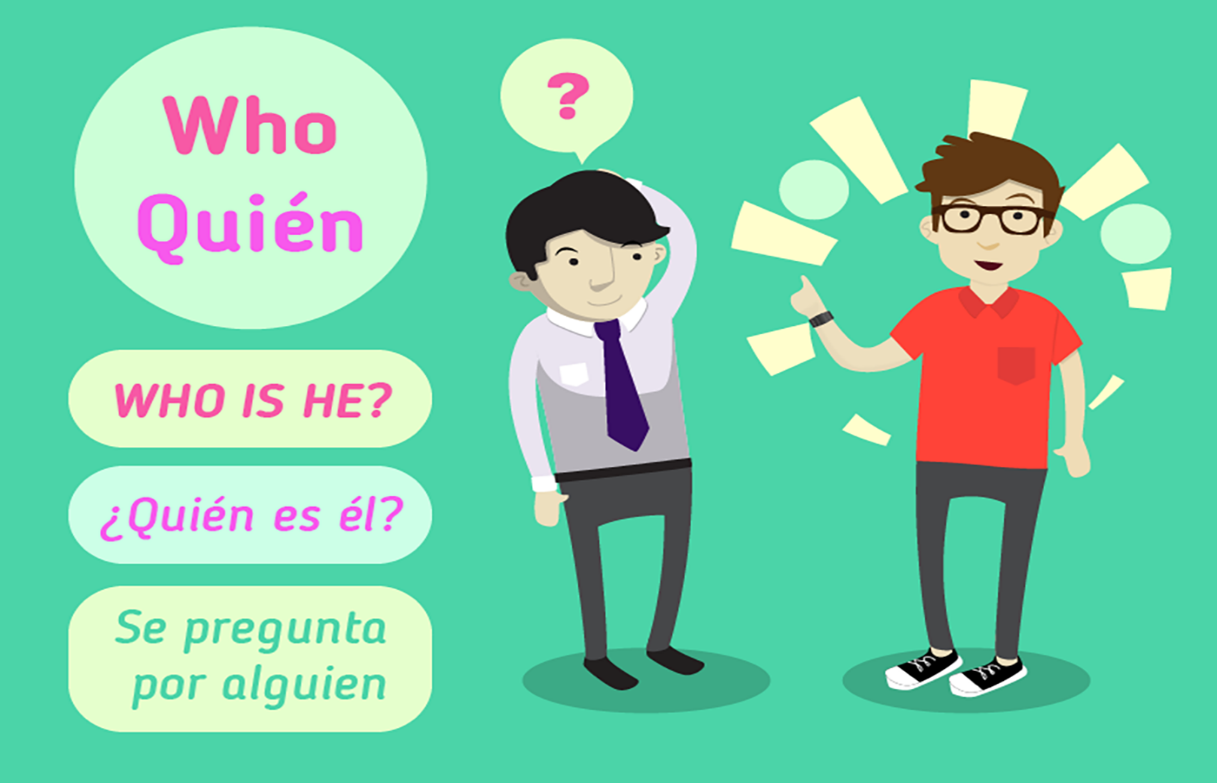 Who
Quién
?
WHO IS HE?
¿Quién es él?
Se pregunta
por alguien